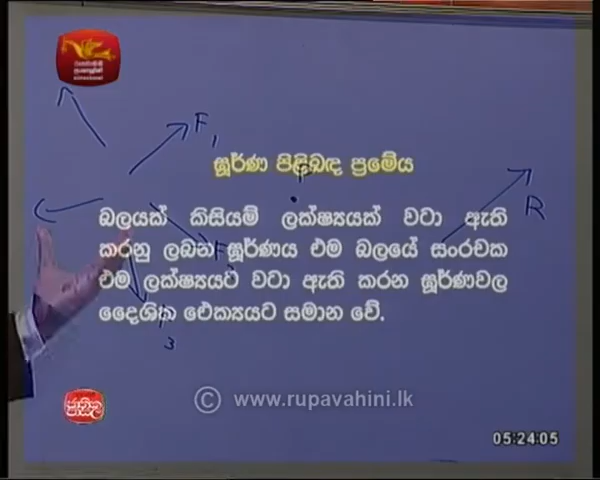 F₁
ඝූර්ණ පිලිබඳ ප්‍රමේය
P
R
බලයක් කිසියම් ලක්ෂ්‍යයක් වටා ඇති
කරනු ලබන ඝූර්ණය එම බලයේ සංරචක
එම ලක්ෂ්‍යයට වටා ඇති කරන ඝූර්ණවල
දෛශික ඓක්‍යයට සමාන වේ.
3
ජාතික
© www.rupavahini.lk
05:24:05